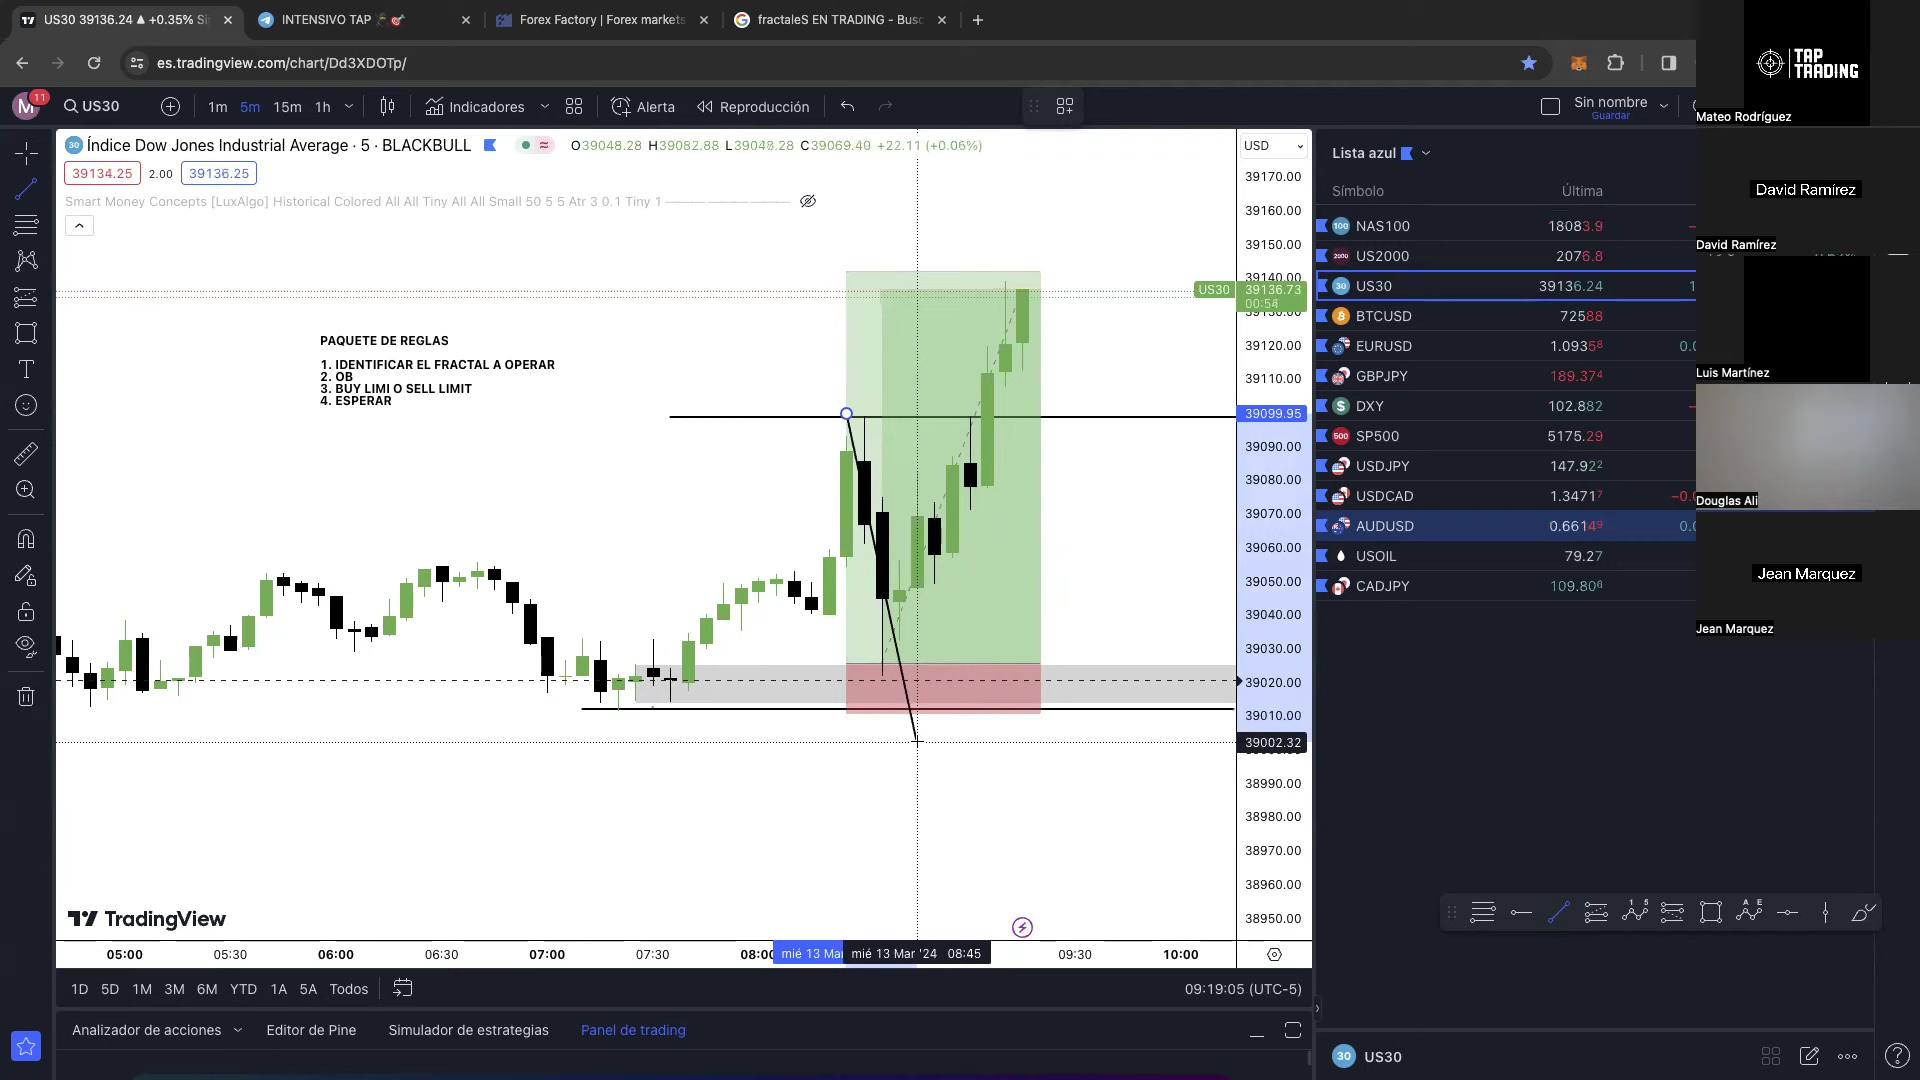 US30 39136.24 ▲ +0.35% Si
INTENSIVO TAP
Forex Factory | Forex markets
fractaleS EN TRADING - Busc
es.tradingview.com/chart/Dd3XDOTp/
TAP TRADING
Mateo Rodríguez
M
11
US30
1m 5m 15m 1h
Indicadores
Alerta
Reproducción
Sin nombre
Guardar
Índice Dow Jones Industrial Average · 5 · BLACKBULL
O39048.28 H39082.88 L39048.28 C39069.40 +22.11 (+0.06%)
USD
39134.25 2.00 39136.25
Smart Money Concepts [LuxAlgo] Historical Colored All All Tiny All All Small 50 5 5 Atr 3 0.1 Tiny 1
PAQUETE DE REGLAS
1. IDENTIFICAR EL FRACTAL A OPERAR
2. OB
3. BUY LIMI O SELL LIMIT
4. ESPERAR
39170.00
39160.00
39150.00
39140.00
US30 39136.73
39130.00
39120.00
39110.00
39099.95
39090.00
39080.00
39070.00
39060.00
39050.00
39040.00
39030.00
39020.00
39010.00
39002.32
38990.00
38980.00
38970.00
38960.00
38950.00
TradingView
05:00 05:30 06:00 06:30 07:00 07:30 08:00 mié 13 Mar mié 13 Mar '24 08:45 09:30 10:00
1D 5D 1M 3M 6M YTD 1A 5A Todos
09:19:05 (UTC-5)
Analizador de acciones
Editor de Pine
Simulador de estrategias
Panel de trading
Lista azul
Símbolo Última
NAS100 18083.9
US2000 2076.8
US30 39136.24
BTCUSD 72588
EURUSD 1.09358
GBPJPY 189.374
DXY 102.882
SP500 5175.29
USDJPY 147.922
USDCAD 1.34717
AUDUSD 0.66149
USOIL 79.27
CADJPY 109.806
David Ramírez
David Ramírez
Luis Martínez
Douglas Ali
Jean Marquez
Jean Marquez
30 US30